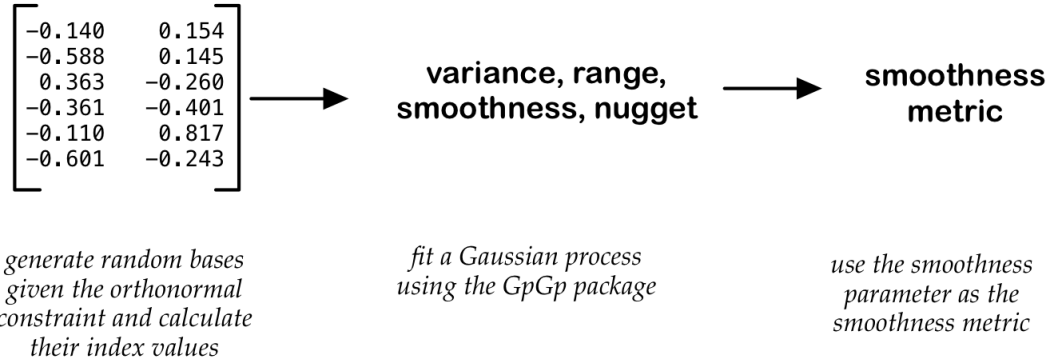 -0.140 0.154
-0.588 0.145
0.363 -0.260
-0.361 -0.401
-0.110 0.817
-0.601 -0.243
variance, range,
smoothness, nugget
smoothness
metric
generate random bases
given the orthonormal
constraint and calculate
their index values
fit a Gaussian process
using the GpGp package
use the smoothness
parameter as the
smoothness metric